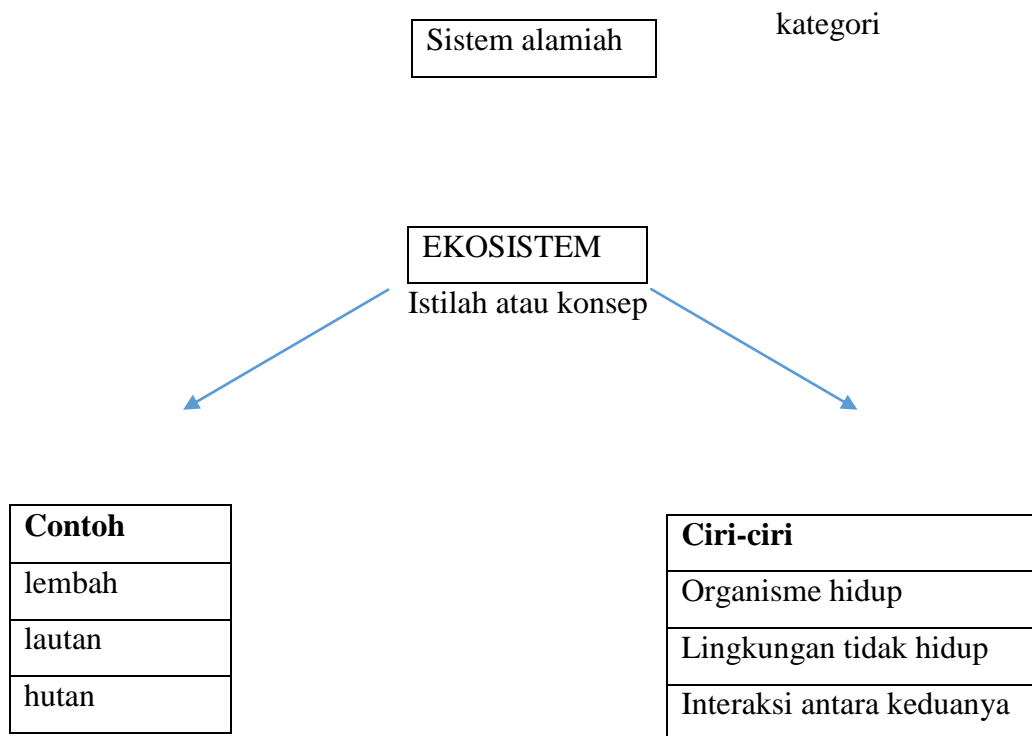 kategori
Sistem alamiah
EKOSISTEM
Istilah atau konsep
Contoh
lembah
lautan
hutan
Ciri-ciri
Organisme hidup
Lingkungan tidak hidup
Interaksi antara keduanya